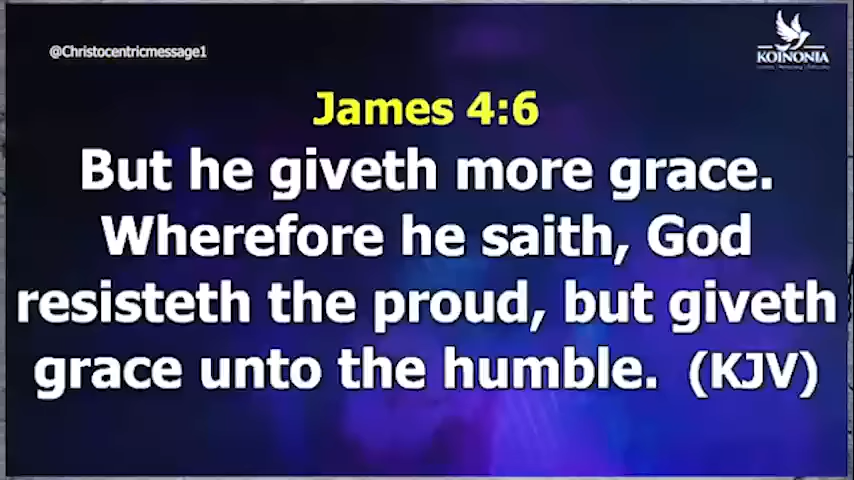 @Christocentricmessage1
KOINONIA
James 4:6
But he giveth more grace.
Wherefore he saith, God
resisteth the proud, but giveth
grace unto the humble. (KJV)